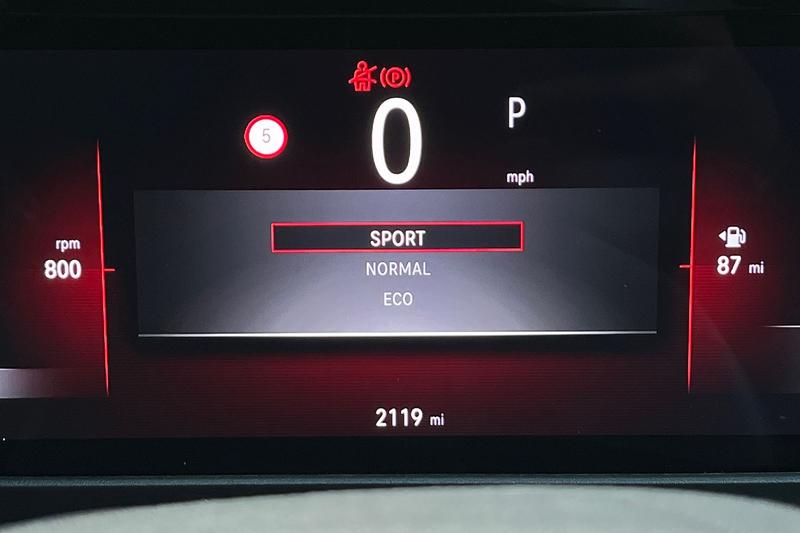 P
5
0
P
mph
SPORT
rpm
800
NORMAL
87 mi
ECO
2119 mi